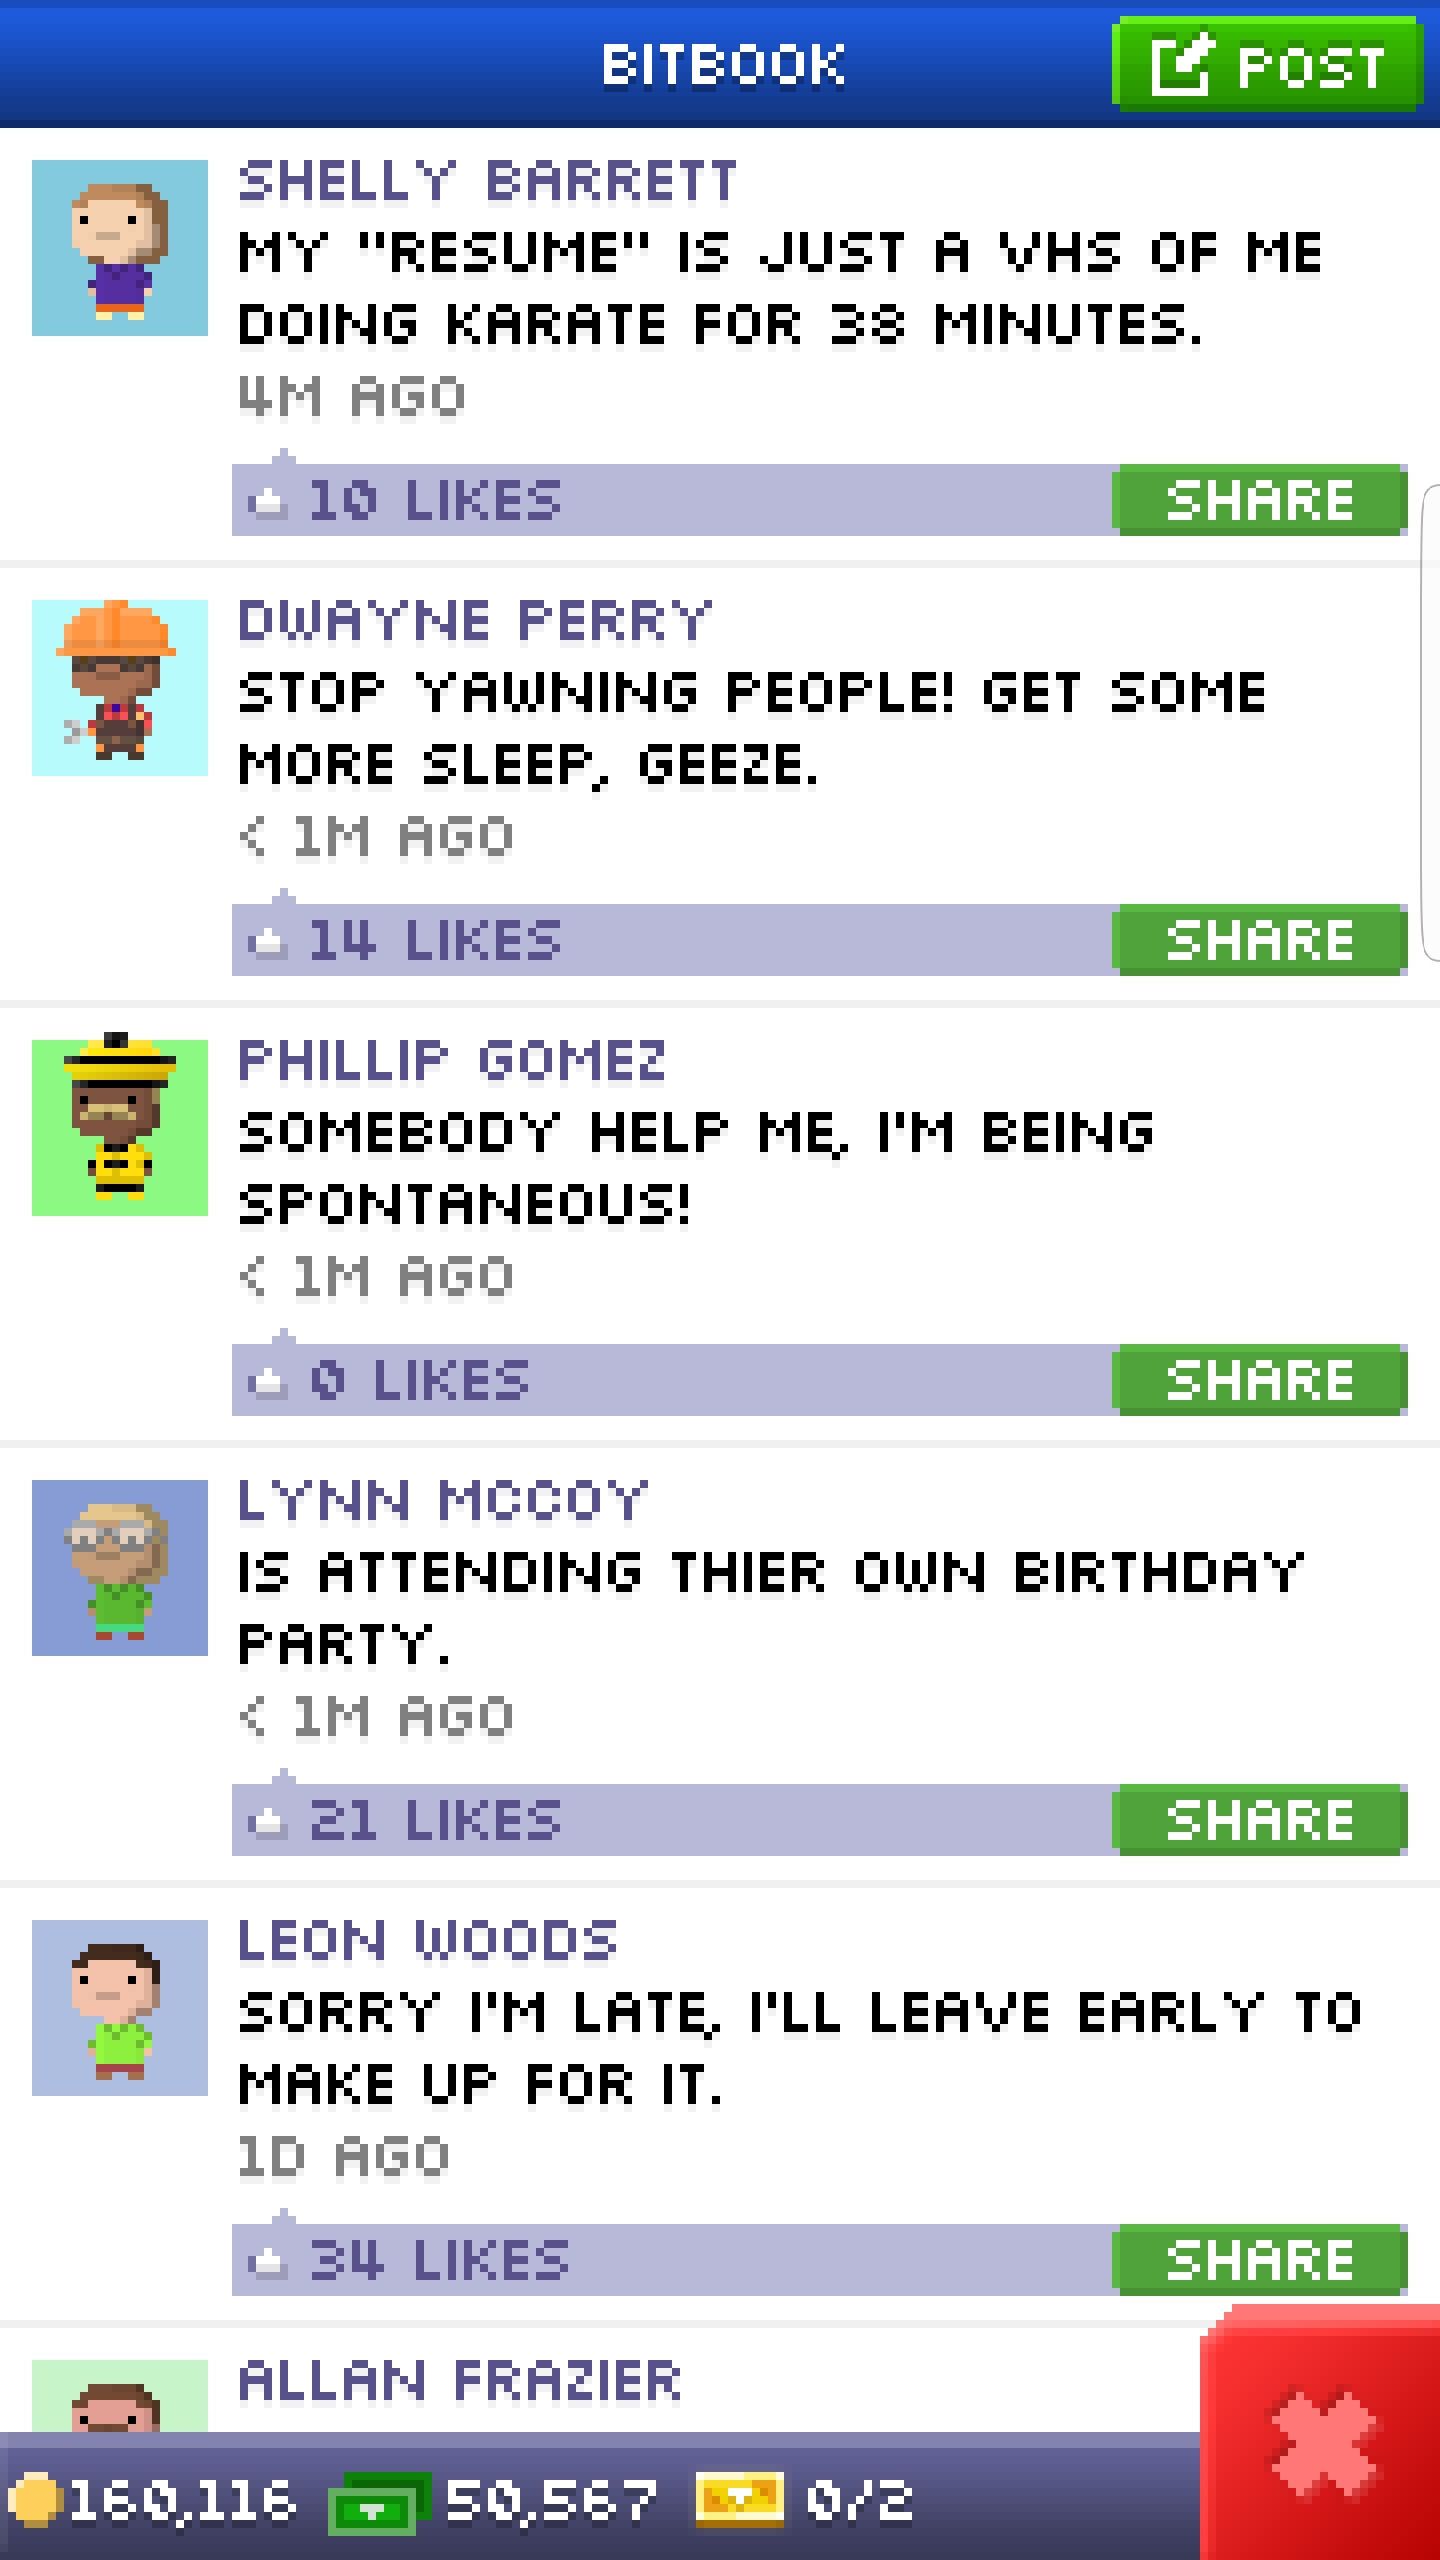 BITBOOK
POST
SHELLY BARRETT
MY "RESUME" IS JUST A VHS OF ME
DOING KARATE FOR 38 MINUTES.
4M AGO
10 LIKES
SHARE
DWAYNE PERRY
STOP YAWNING PEOPLE! GET SOME
MORE SLEEP, GEEZE.
< 1M AGO
14 LIKES
SHARE
PHILLIP GOMEZ
SOMEBODY HELP ME, I'M BEING
SPONTANEOUS!
< 1M AGO
0 LIKES
SHARE
LYNN MCCOY
IS ATTENDING THIER OWN BIRTHDAY
PARTY.
< 1M AGO
21 LIKES
SHARE
LEON WOODS
SORRY I'M LATE, I'LL LEAVE EARLY TO
MAKE UP FOR IT.
1D AGO
34 LIKES
SHARE
ALLAN FRAZIER
160,116
50,567
0/2